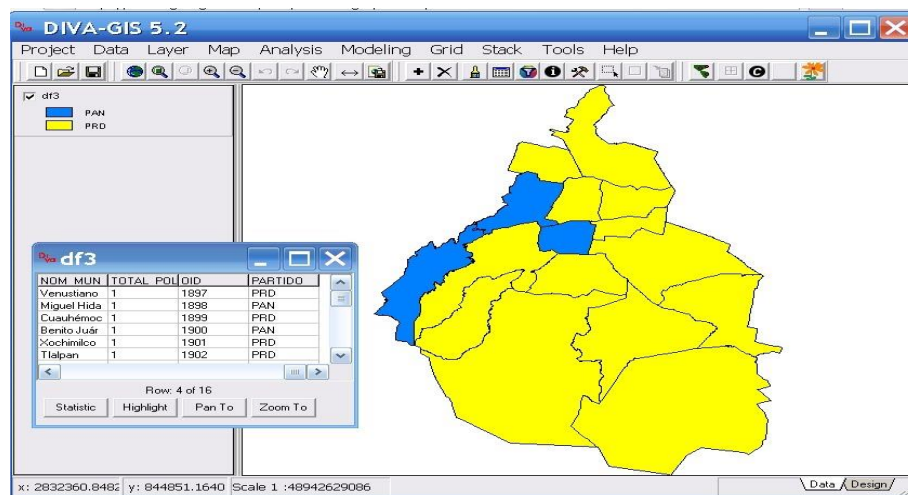 DIVA-GIS 5.2
Project Data Layer Map Analysis Modeling Grid Stack Tools Help
df3
PAN
PRD
df3
NOM MUN TOTAL POL OID PARTIDO
Venustiano 1 1897 PRD
Miguel Hida 1 1898 PAN
Cuauhémoc 1 1899 PRD
Benito Juár 1 1900 PAN
Xochimilco 1 1901 PRD
Tlalpan 1 1902 PRD
Row: 4 of 16
Statistic Highlight Pan To Zoom To
x: 2832360.848 y: 844851.1640 Scale 1 :48942629086 Data Design